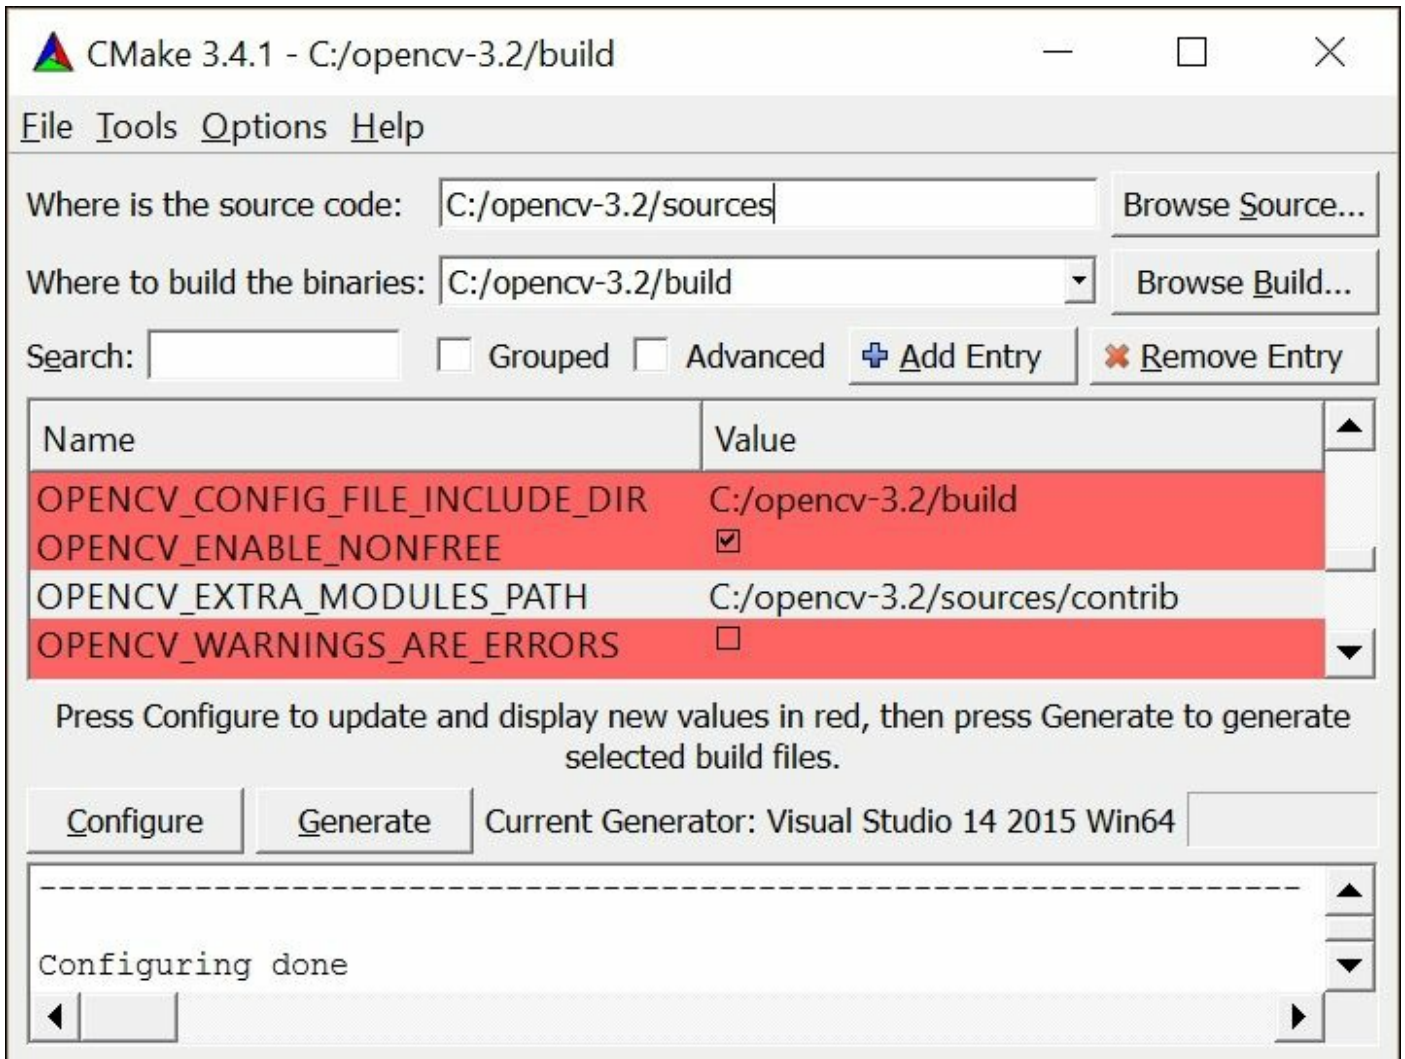 CMake 3.4.1 - C:/opencv-3.2/build
File Tools Options Help
Where is the source code: C:/opencv-3.2/sources Browse Source...
Where to build the binaries: C:/opencv-3.2/build Browse Build...
Search: Grouped Advanced Add Entry Remove Entry
Name Value
OPENCV_CONFIG_FILE_INCLUDE_DIR C:/opencv-3.2/build
OPENCV_ENABLE_NONFREE
OPENCV_EXTRA_MODULES_PATH C:/opencv-3.2/sources/contrib
OPENCV_WARNINGS_ARE_ERRORS
Press Configure to update and display new values in red, then press Generate to generate
selected build files.
Configure Generate Current Generator: Visual Studio 14 2015 Win64
-----------------------------------------------------------------
Configuring done